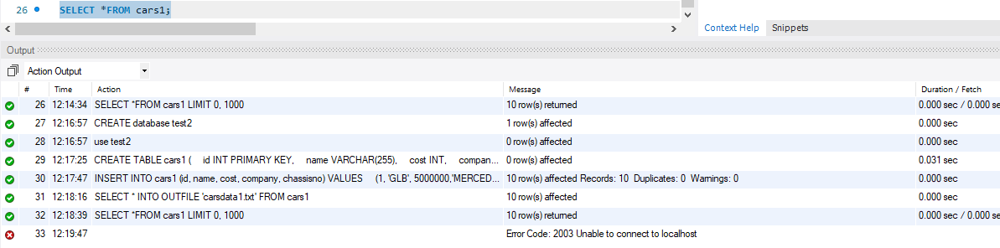 26 SELECT *FROM cars1;
Context Help Snippets
Output
Action Output
# Time Action Message Duration / Fetch
26 12:14:34 SELECT *FROM cars1 LIMIT 0, 1000 10 row(s) returned 0.000 sec / 0.000 sec
27 12:16:57 CREATE database test2 1 row(s) affected 0.000 sec
28 12:16:57 use test2 0 row(s) affected 0.000 sec
29 12:17:25 CREATE TABLE cars1 ( id INT PRIMARY KEY, name VARCHAR(255), cost INT, compan... 0 row(s) affected 0.031 sec
30 12:17:47 INSERT INTO cars1 (id, name, cost, company, chassisno) VALUES (1, 'GLB', 5000000,'MERCED... 10 row(s) affected Records: 10 Duplicates: 0 Warnings: 0 0.000 sec
31 12:18:16 SELECT * INTO OUTFILE 'carsdata1.txt' FROM cars1 10 row(s) affected 0.000 sec
32 12:18:39 SELECT *FROM cars1 LIMIT 0, 1000 10 row(s) returned 0.000 sec / 0.000 sec
33 12:19:47 Error Code: 2003 Unable to connect to localhost